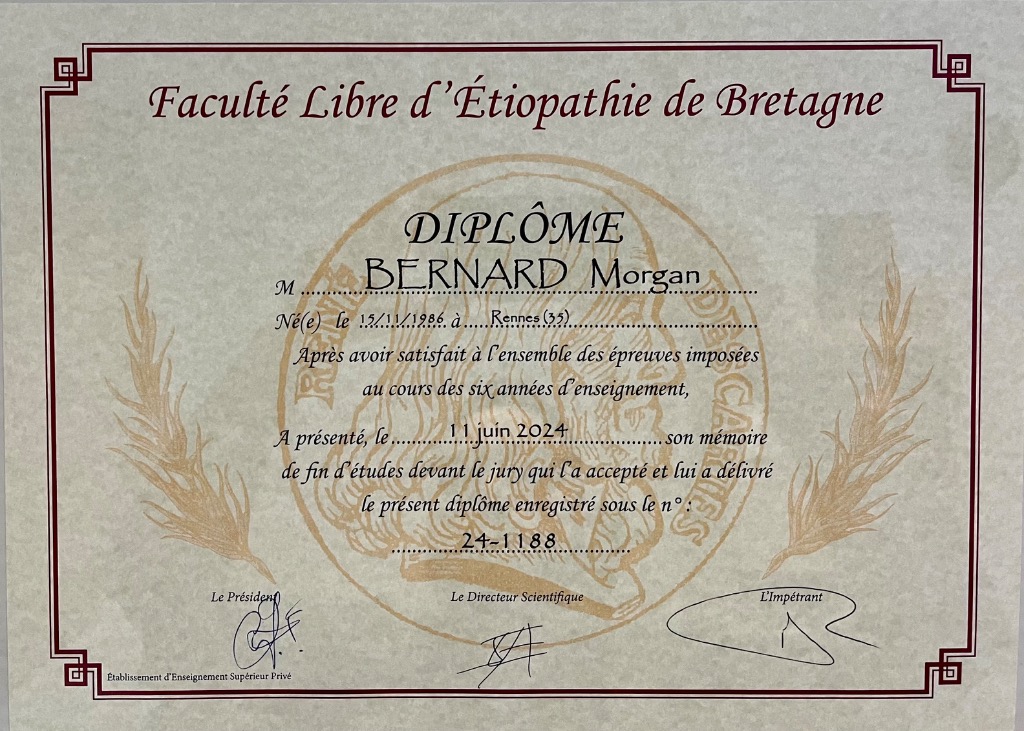 Faculté Libre d'Étiopathie de Bretagne
DIPLÔME
M BERNARD Morgan
Né(e) le 15/11/1986 à Rennes (35)
Après avoir satisfait à l'ensemble des épreuves imposées
au cours des six années d'enseignement,
A présenté, le 11 juin 2024 son mémoire
de fin d'études devant le jury qui l'a accepté et lui a délivré
le présent diplôme enregistré sous le n° :
24-1188
Le Président
Le Directeur Scientifique
L'Impétrant
Établissement d'Enseignement Supérieur Privé
DESCARTES